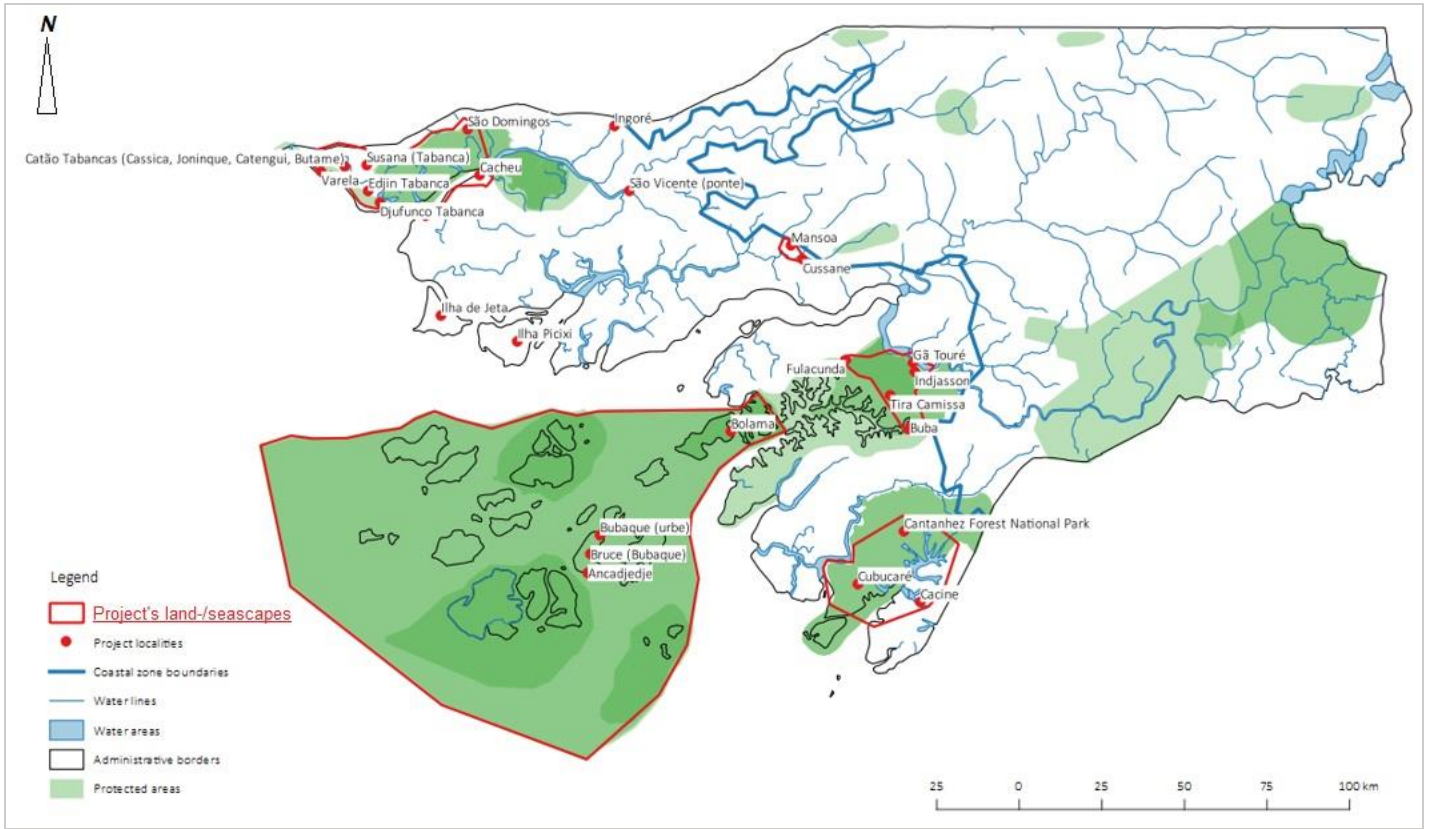 N
São Domingos
Ingoré
Catão Tabancas (Cassica, Joninque, Catengui, Butame)
Susana (Tabanca)
Cacheu
Varela
Edjin Tabanca
São Vicente (ponte)
Djufunco Tabanca
Mansoa
Cussane
Ilha de Jeta
Ilha Picixi
Gã Touré
Fulacunda
Indjasson
Tira Camissa
Bolama
Buba
Bubaque (urbe)
Cantanhez Forest National Park
Bruce (Bubaque)
Ancadjedje
Cubucaré
Cacine
Legend
Project's land-/seascapes
Project localities
Coastal zone boundaries
Water lines
Water areas
Administrative borders
Protected areas
25 0 25 50 75 100 km